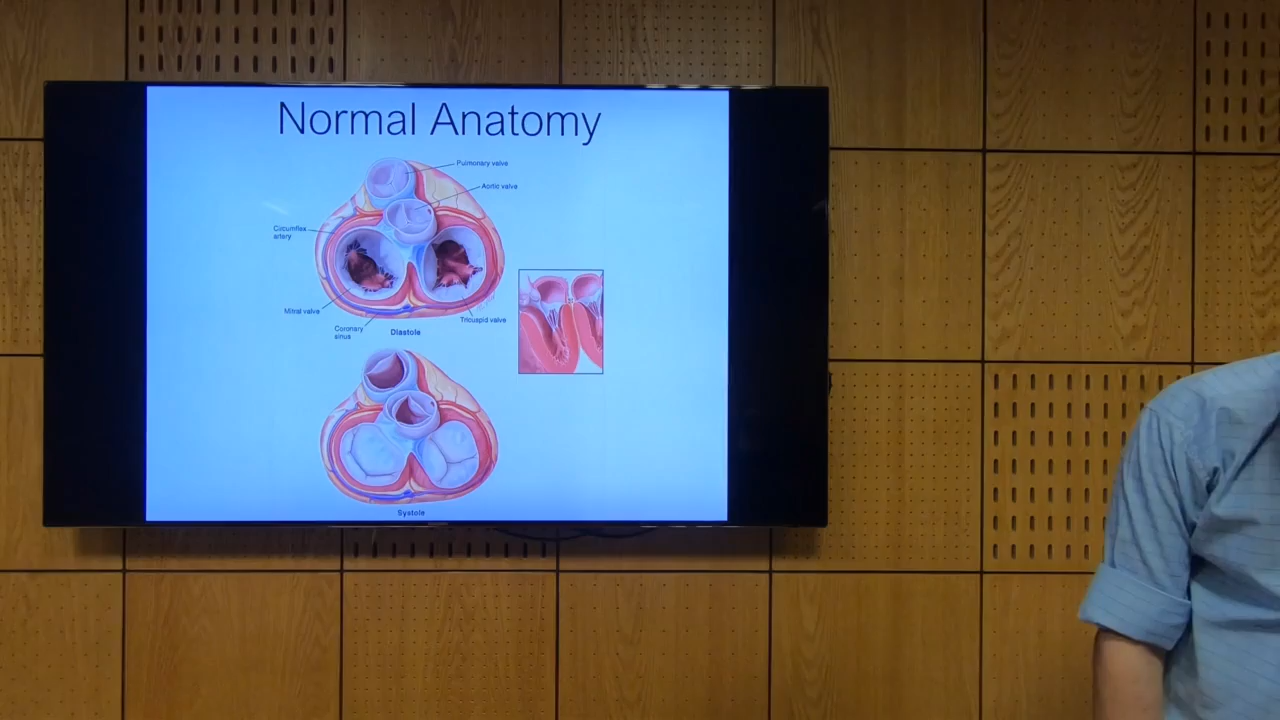 Normal Anatomy
Pulmonary valve
Aortic valve
Circumflex
artery
Mitral valve
Coronary
sinus
Tricuspid valve
Diastole
Systole